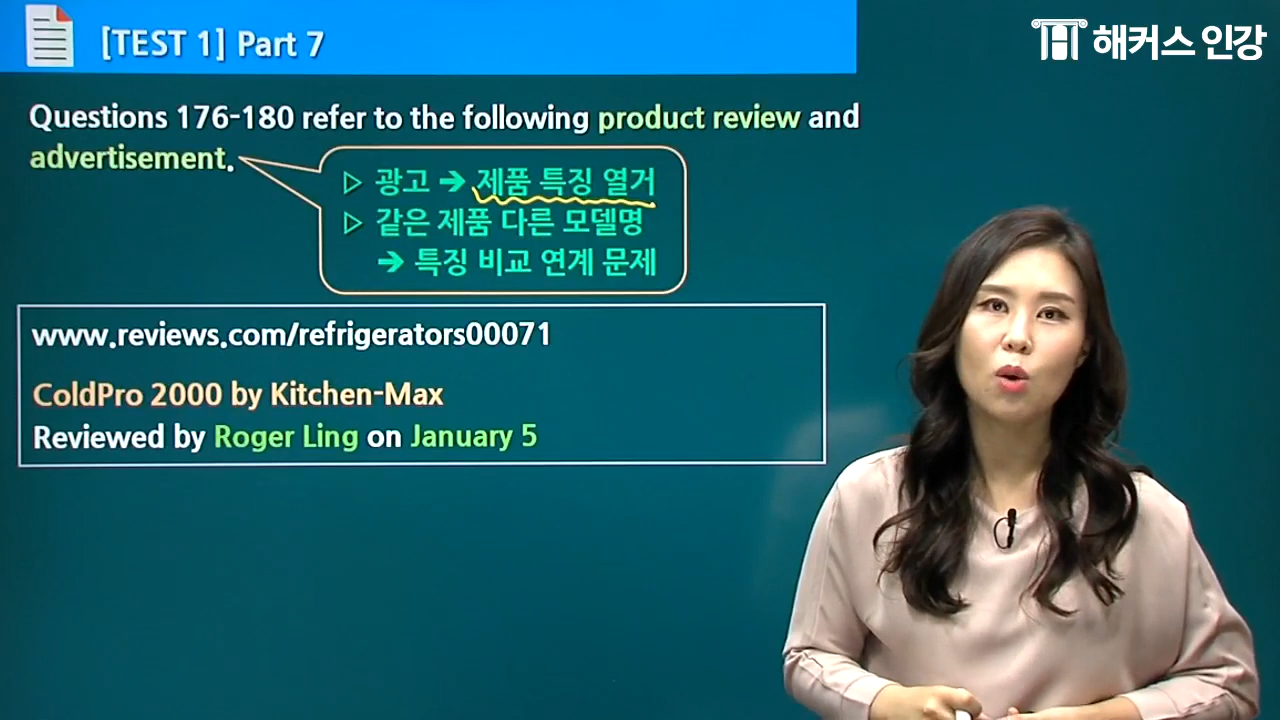 [TEST 1] Part 7
해커스 인강
Questions 176-180 refer to the following product review and
advertisement.
▷ 광고 → 제품 특징 열거
▷ 같은 제품 다른 모델명
→ 특징 비교 연계 문제
www.reviews.com/refrigerators00071
ColdPro 2000 by Kitchen-Max
Reviewed by Roger Ling on January 5